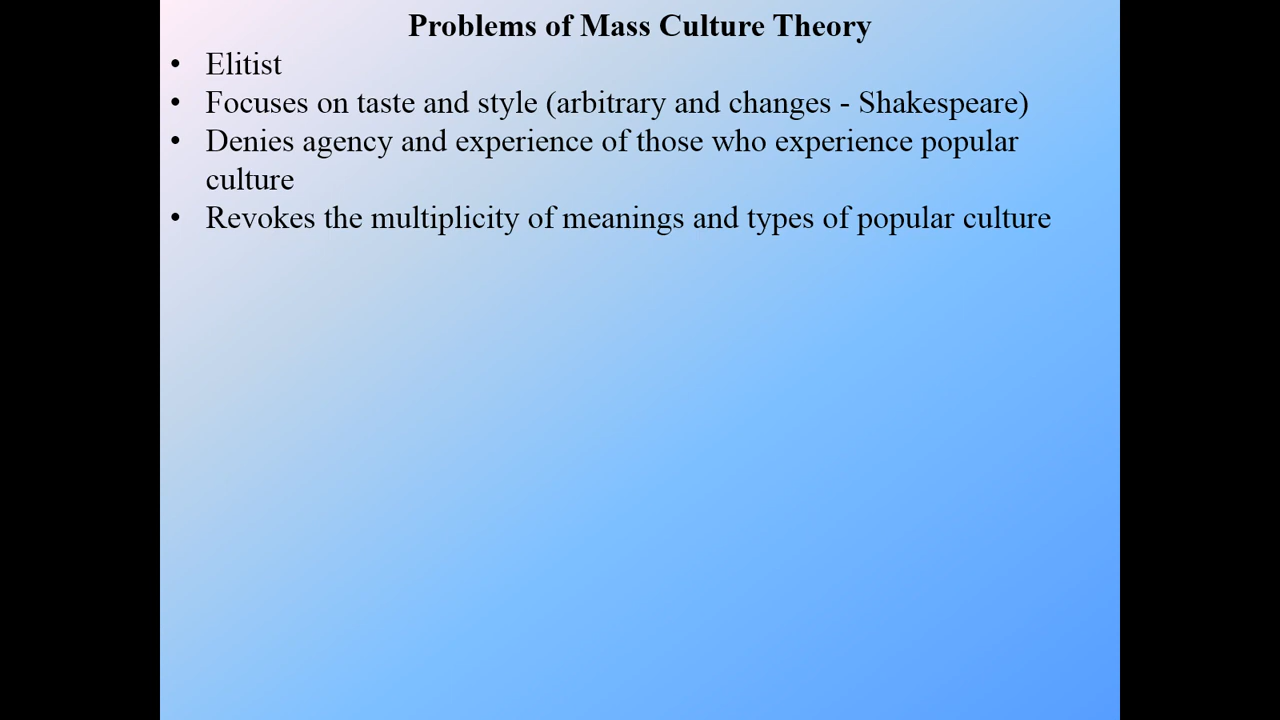 Problems of Mass Culture Theory
• Elitist
• Focuses on taste and style (arbitrary and changes - Shakespeare)
• Denies agency and experience of those who experience popular
culture
• Revokes the multiplicity of meanings and types of popular culture